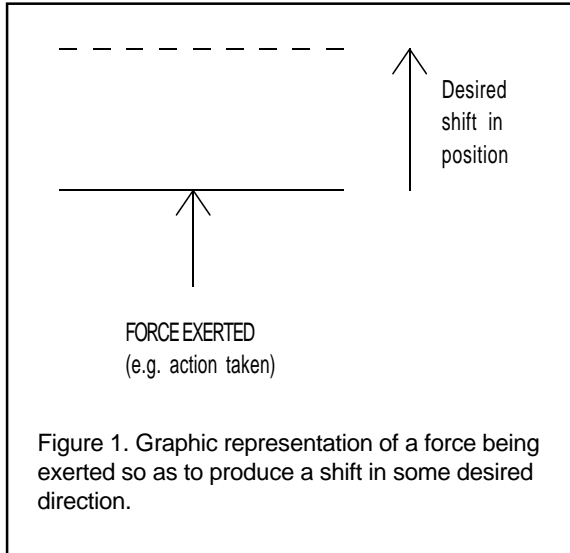 Desired
shift in
position
FORCE EXERTED
(e.g. action taken)
Figure 1. Graphic representation of a force being
exerted so as to produce a shift in some desired
direction.